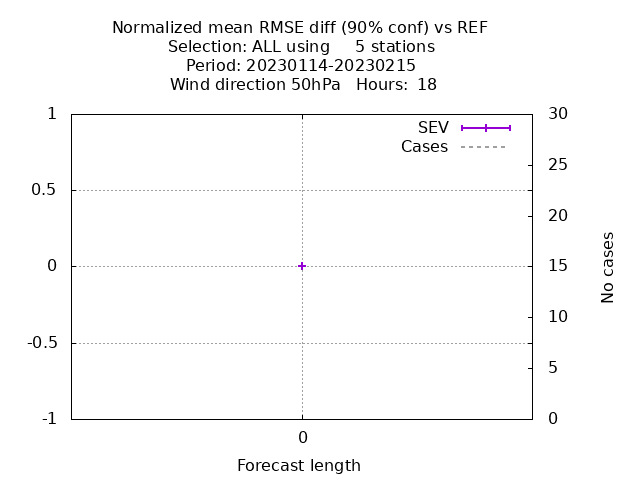 Normalized mean RMSE diff (90% conf) vs REF
Selection: ALL using     5 stations
Period: 20230114-20230215
Wind direction 50hPa   Hours:  18
SEV
Cases
1
0.5
0
-0.5
-1
30
25
20
15
10
5
0
No cases
0
Forecast length